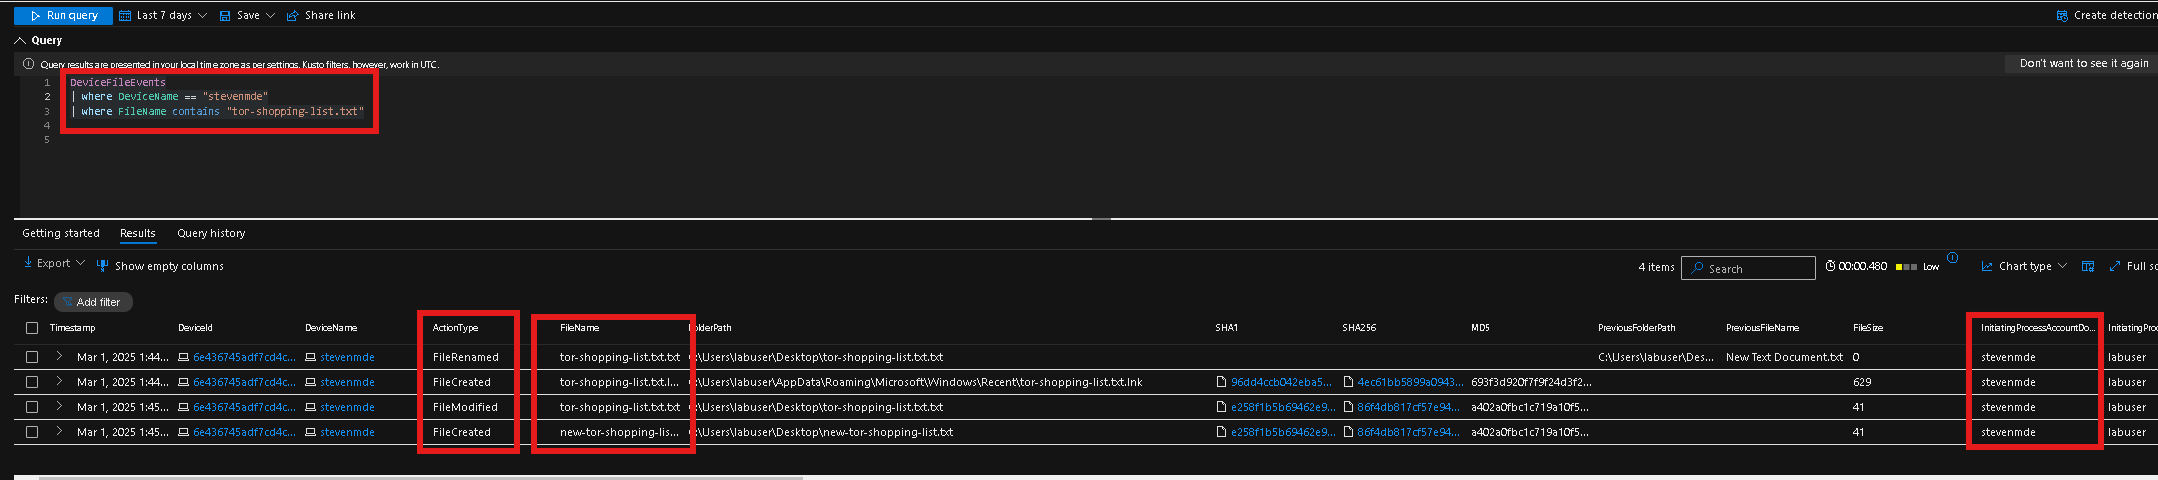 Run query Last 7 days Save Share link Create detection
Query
Query results are presented in your local time zone as per settings. Kusto filters, however, work in UTC. Don't want to see it again
1 DeviceFileEvents
2 | where DeviceName == "stevenmde"
3 | where FileName contains "tor-shopping-list.txt"
4
5
Getting started Results Query history
Export Show empty columns 4 items Search 00:00.480 Low Chart type Full sc
Filters: Add filter
Timestamp DeviceId DeviceName ActionType FileName FolderPath SHA1 SHA256 MD5 PreviousFolderPath PreviousFileName FileSize InitiatingProcessAccountDo... InitiatingProc
Mar 1, 2025 1:44... 6e436745adf7cd4c... stevenmde FileRenamed tor-shopping-list.txt.txt C:\Users\labuser\Desktop\tor-shopping-list.txt.txt C:\Users\labuser\Des... New Text Document.txt 0 stevenmde labuser
Mar 1, 2025 1:44... 6e436745adf7cd4c... stevenmde FileCreated tor-shopping-list.txt.l... C:\Users\labuser\AppData\Roaming\Microsoft\Windows\Recent\tor-shopping-list.txt.lnk 96dd4ccb042eba5... 4ec61bb5899a0943... 693f3d920f7f9f24d3f2... 629 stevenmde labuser
Mar 1, 2025 1:45... 6e436745adf7cd4c... stevenmde FileModified tor-shopping-list.txt.txt C:\Users\labuser\Desktop\tor-shopping-list.txt.txt e258f1b5b69462e9... 86f4db817cf57e94... a402a0fbc1c719a10f5... 41 stevenmde labuser
Mar 1, 2025 1:45... 6e436745adf7cd4c... stevenmde FileCreated new-tor-shopping-lis... C:\Users\labuser\Desktop\new-tor-shopping-list.txt e258f1b5b69462e9... 86f4db817cf57e94... a402a0fbc1c719a10f5... 41 stevenmde labuser